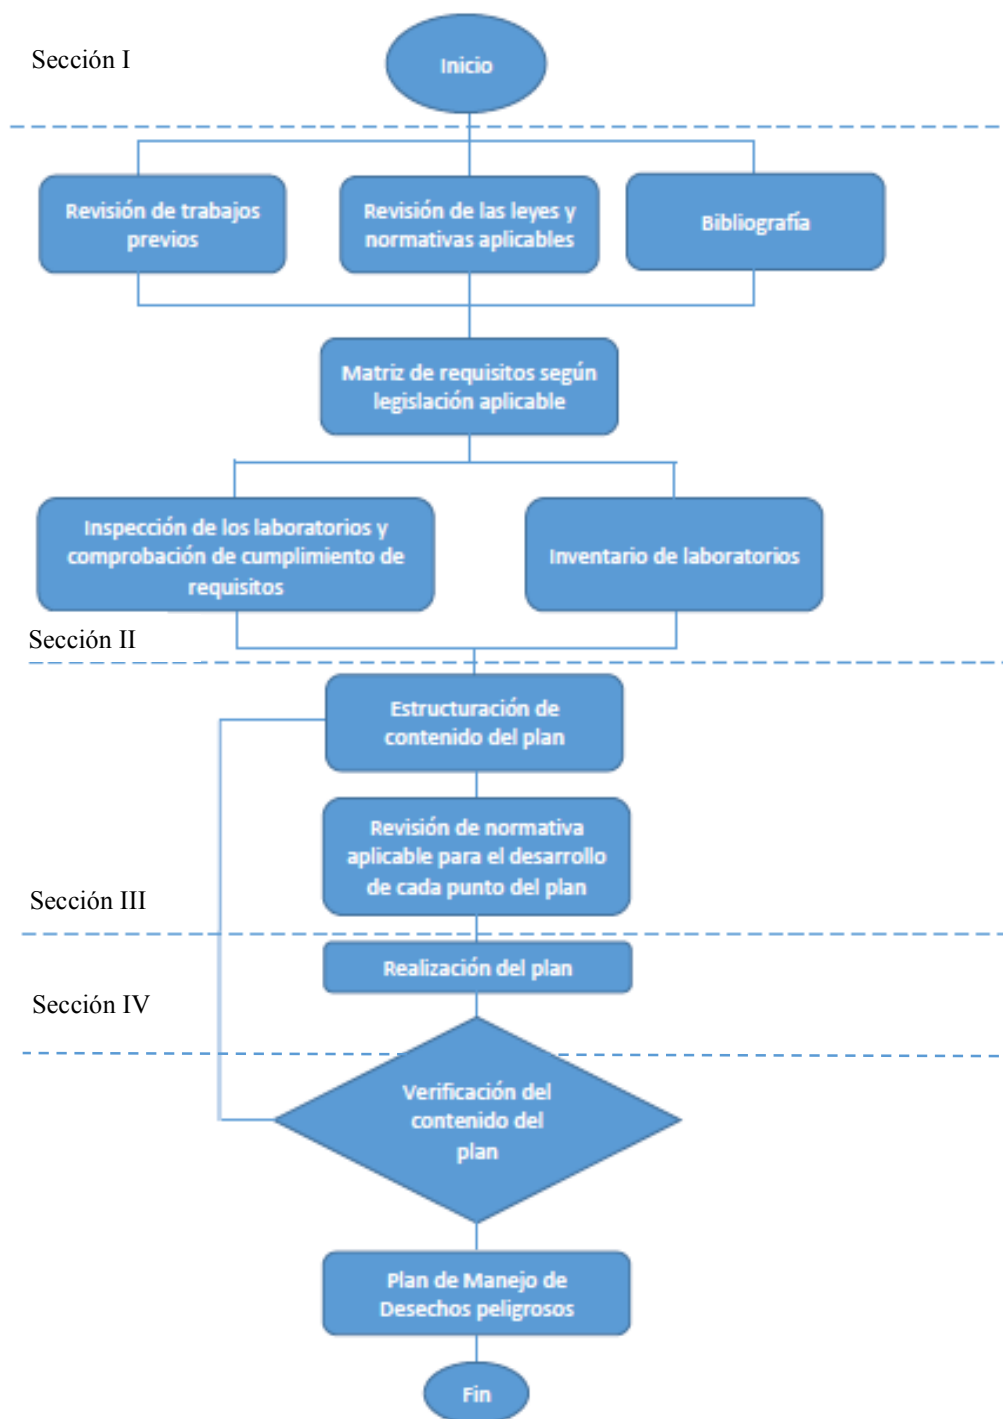 Sección I
Inicio
Revisión de trabajos
previos
Revisión de las leyes y
normativas aplicables
Bibliografía
Matriz de requisitos según
legislación aplicable
Inspección de los laboratorios y
comprobación de cumplimiento de
requisitos
Inventario de laboratorios
Sección II
Estructuración de
contenido del plan
Revisión de normativa
aplicable para el desarrollo
de cada punto del plan
Sección III
Realización del plan
Sección IV
Verificación del
contenido del
plan
Plan de Manejo de
Desechos peligrosos
Fin